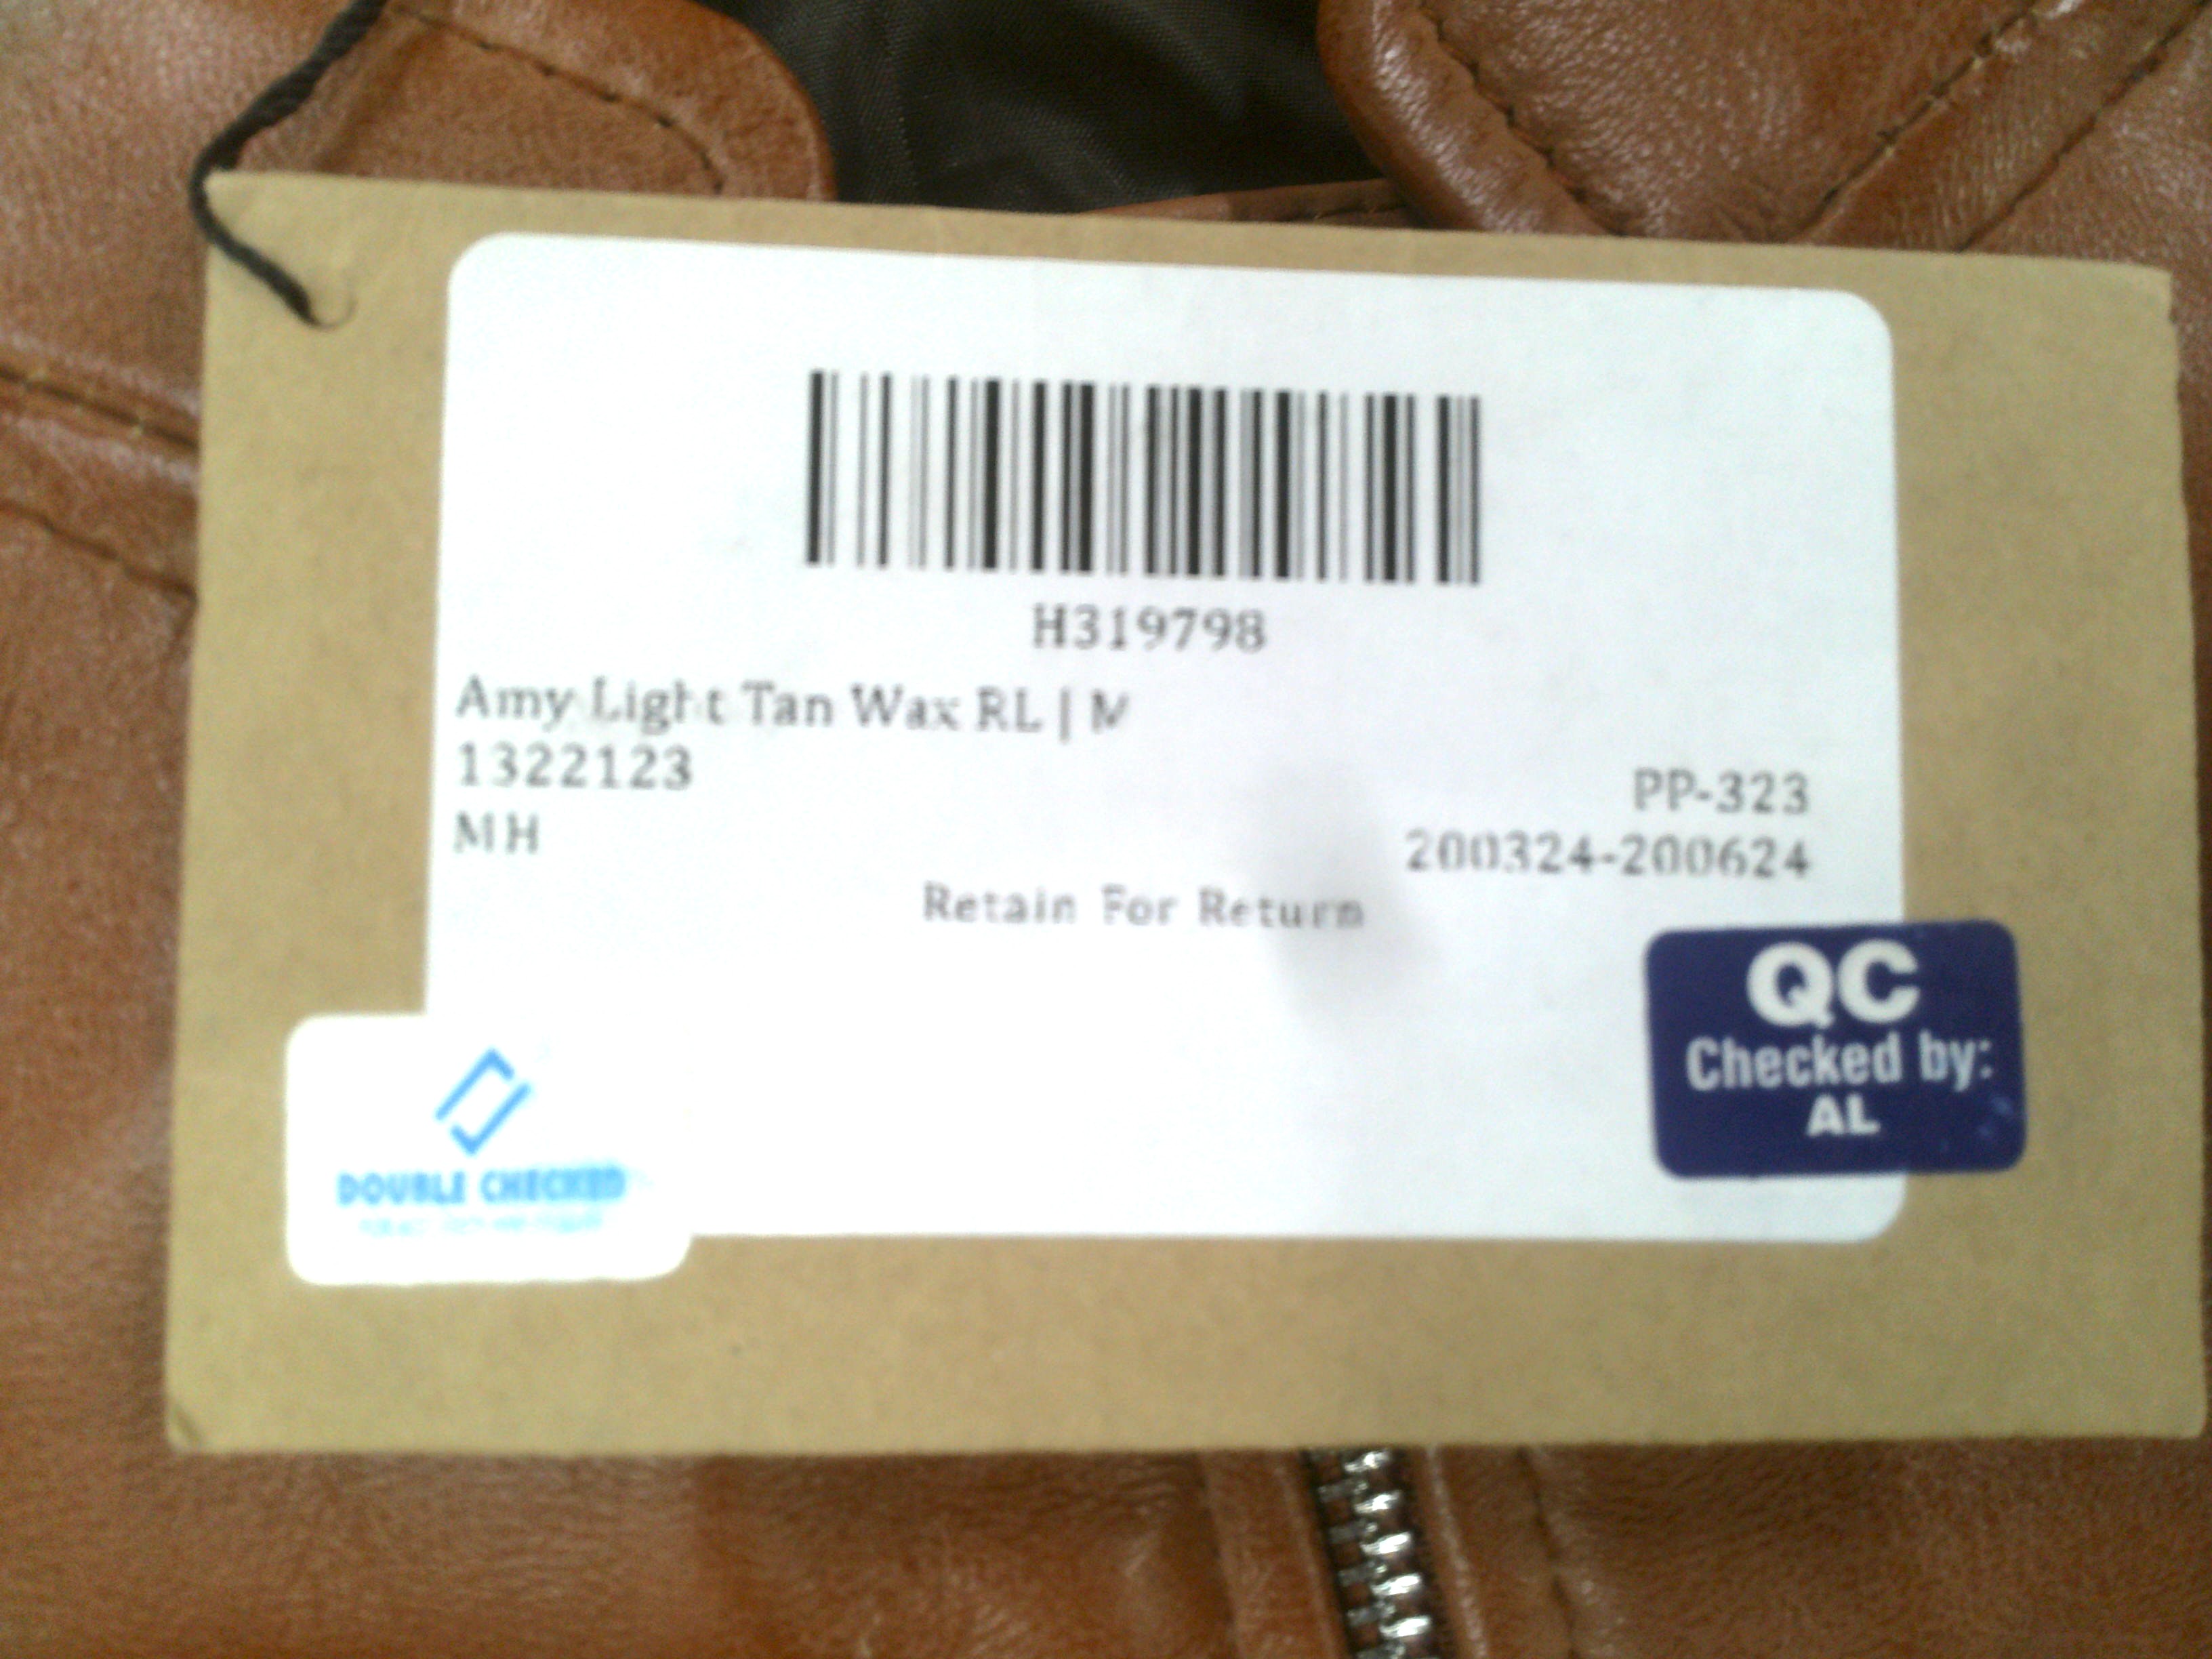 H319798
Amy Light Tan Wax RL | M
1322123
PP-323
MH
200324-200624
Retain For Return
QC
Checked by:
AL
DOUBLE CHECKED